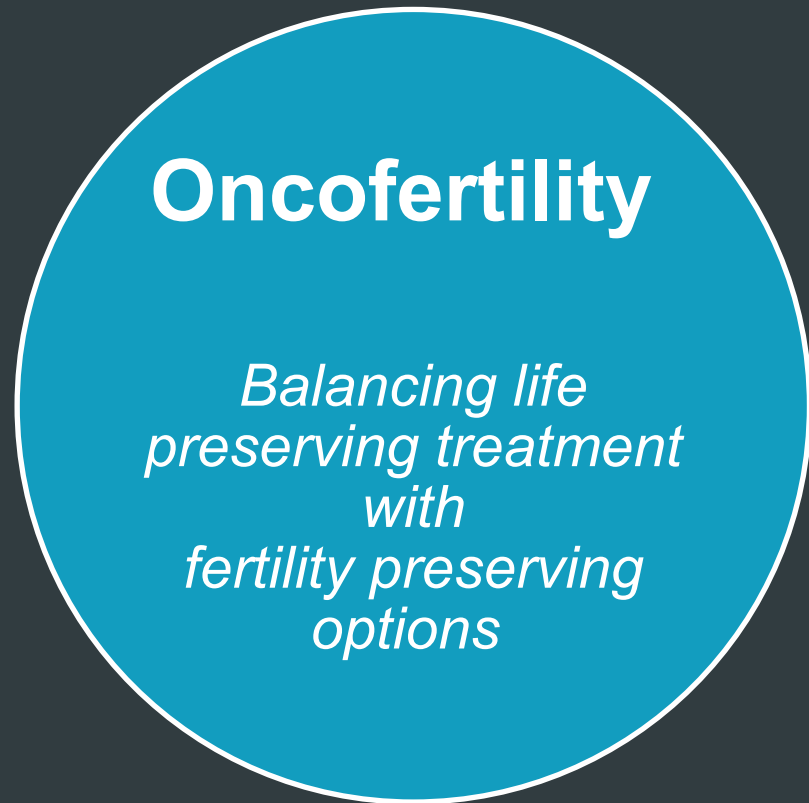 Oncofertility
Balancing life
preserving treatment
with
fertility preserving
options